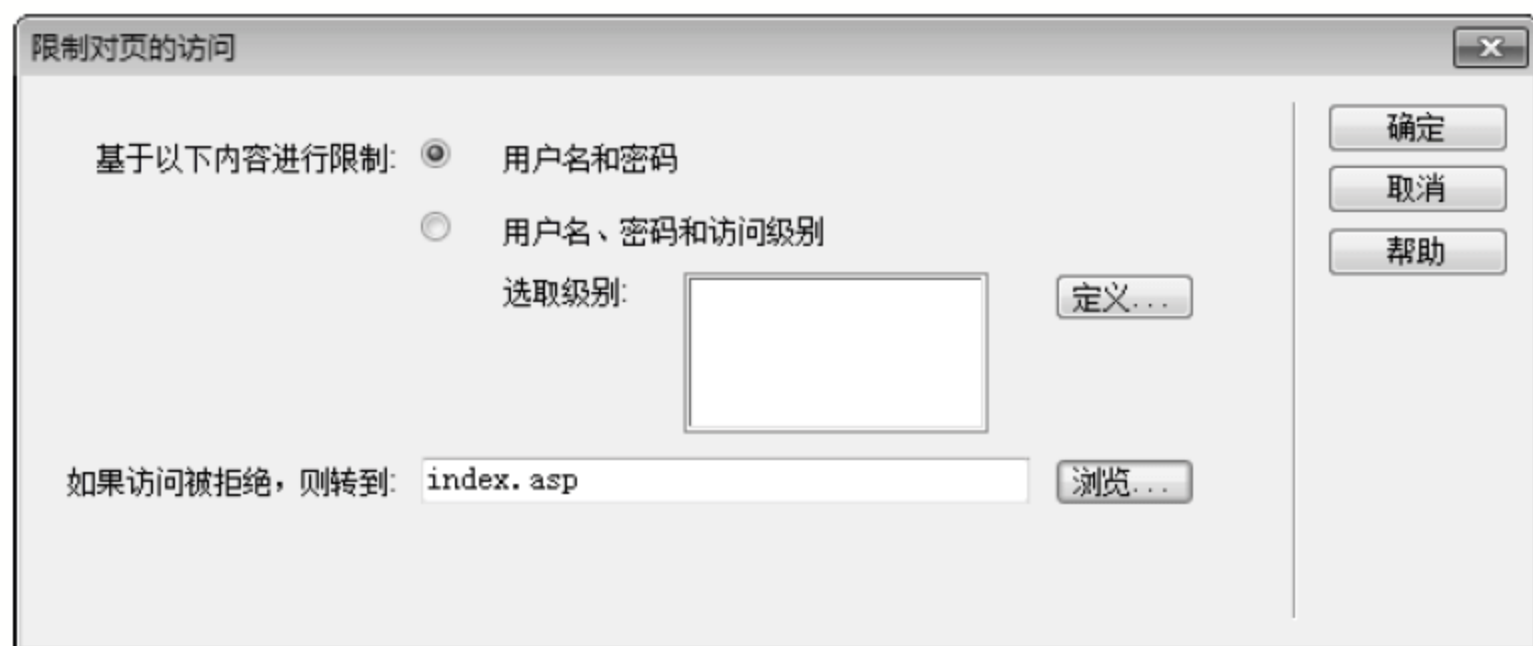 限制对页的访问
基于以下内容进行限制: 用户名和密码 确定
取消
用户名、密码和访问级别
帮助
选取级别: 定义...
如果访问被拒绝，则转到: index.asp 浏览...